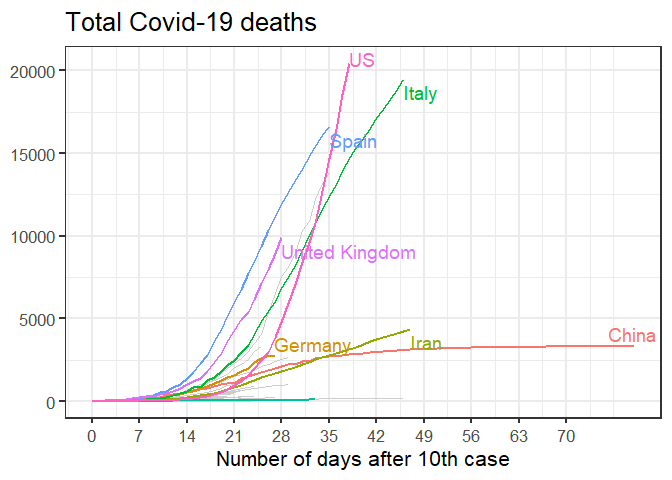 Total Covid-19 deaths
US
20000
Italy
Spain
15000
10000
United Kingdom
5000
Germany
Iran
China
0
0 7 14 21 28 35 42 49 56 63 70
Number of days after 10th case